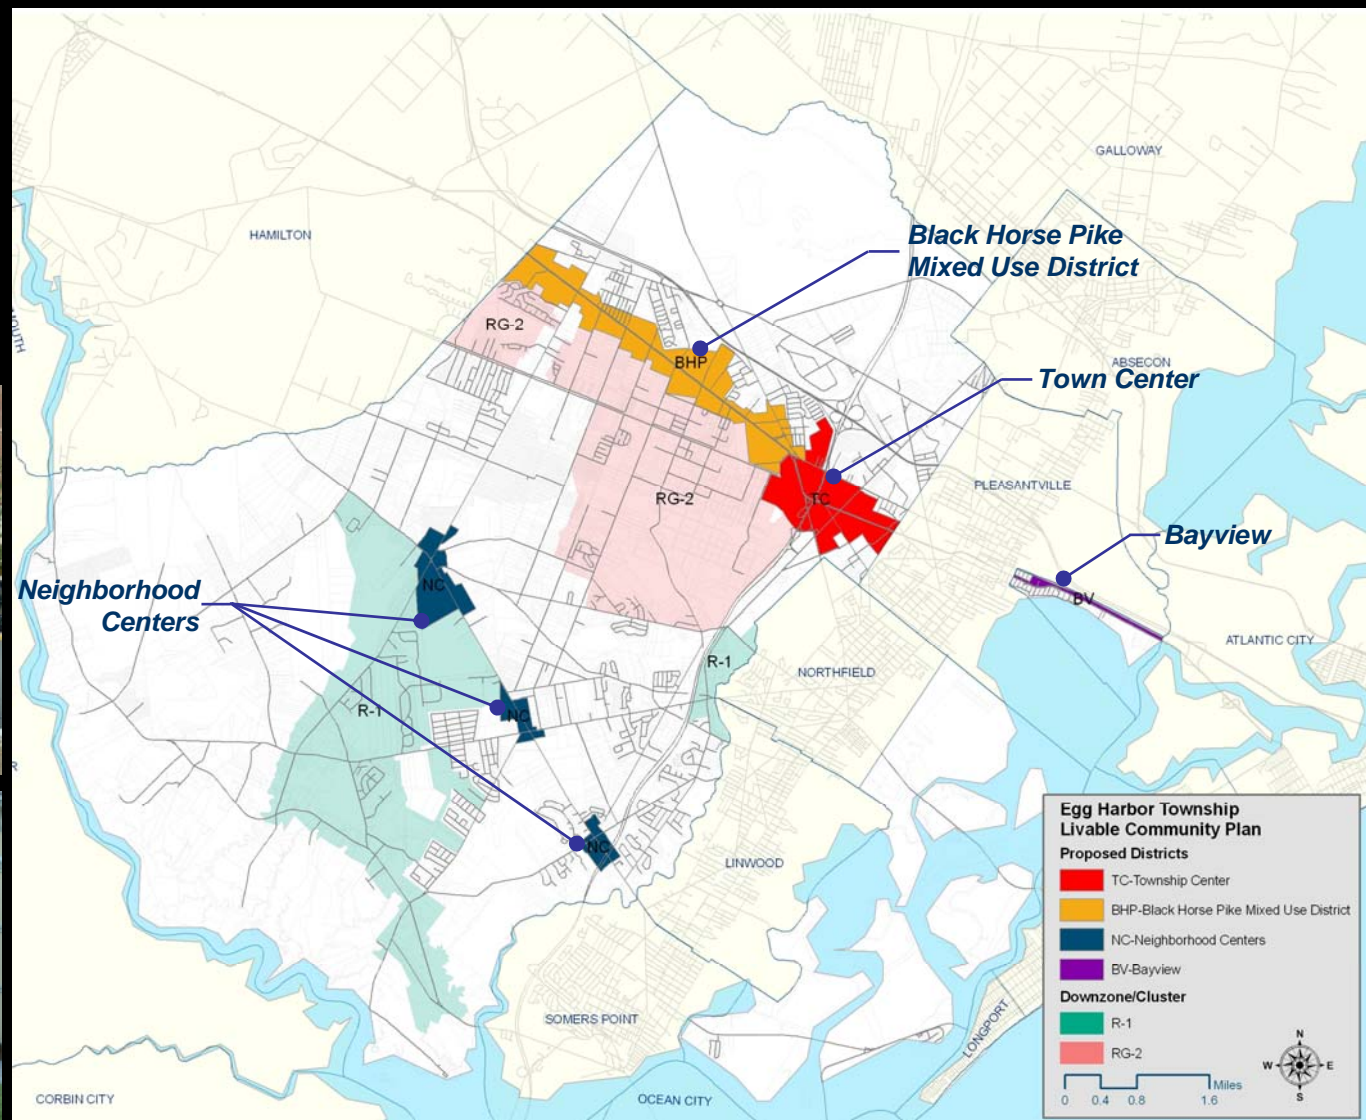 GALLOWAY
HAMILTON
Black Horse Pike
Mixed Use District
RG-2
BHP
ABSECON
Town Center
PLEASANTVILLE
RG-2
TC
Bayview
NC
BV
Neighborhood
Centers
ATLANTIC CITY
R-1
NORTHFIELD
R-1
NC
NC
LINWOOD
SOMERS POINT
LONGPORT
CORBIN CITY
OCEAN CITY
MOUTH
R
Egg Harbor Township
Livable Community Plan
Proposed Districts
TC-Township Center
BHP-Black Horse Pike Mixed Use District
NC-Neighborhood Centers
BV-Bayview
Downzone/Cluster
R-1
RG-2
N
W E
S
Miles
0 0.4 0.8 1.6